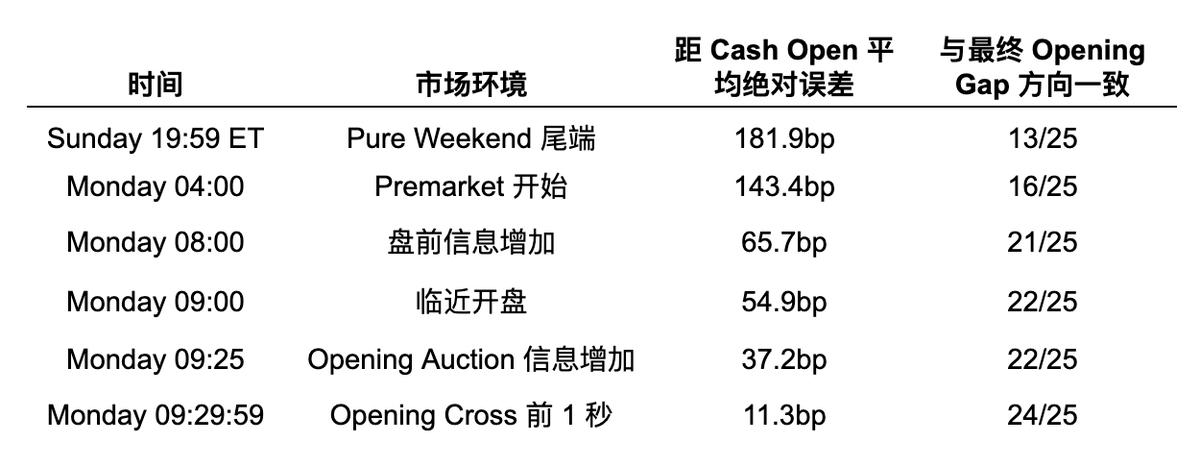 时间 市场环境 距 Cash Open 平均绝对误差 与最终 Opening Gap 方向一致
Sunday 19:59 ET Pure Weekend 尾端 181.9bp 13/25
Monday 04:00 Premarket 开始 143.4bp 16/25
Monday 08:00 盘前信息增加 65.7bp 21/25
Monday 09:00 临近开盘 54.9bp 22/25
Monday 09:25 Opening Auction 信息增加 37.2bp 22/25
Monday 09:29:59 Opening Cross 前 1 秒 11.3bp 24/25